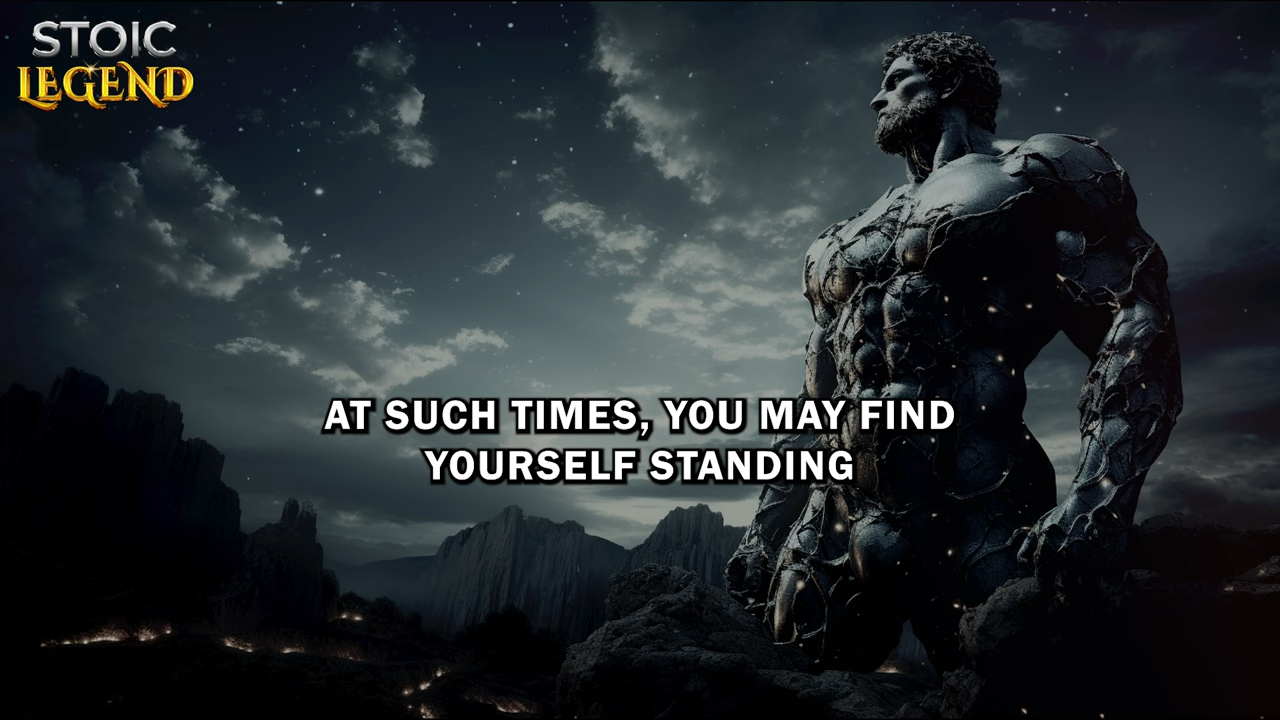 STOIC
LEGEND
AT SUCH TIMES, YOU MAY FIND
YOURSELF STANDING